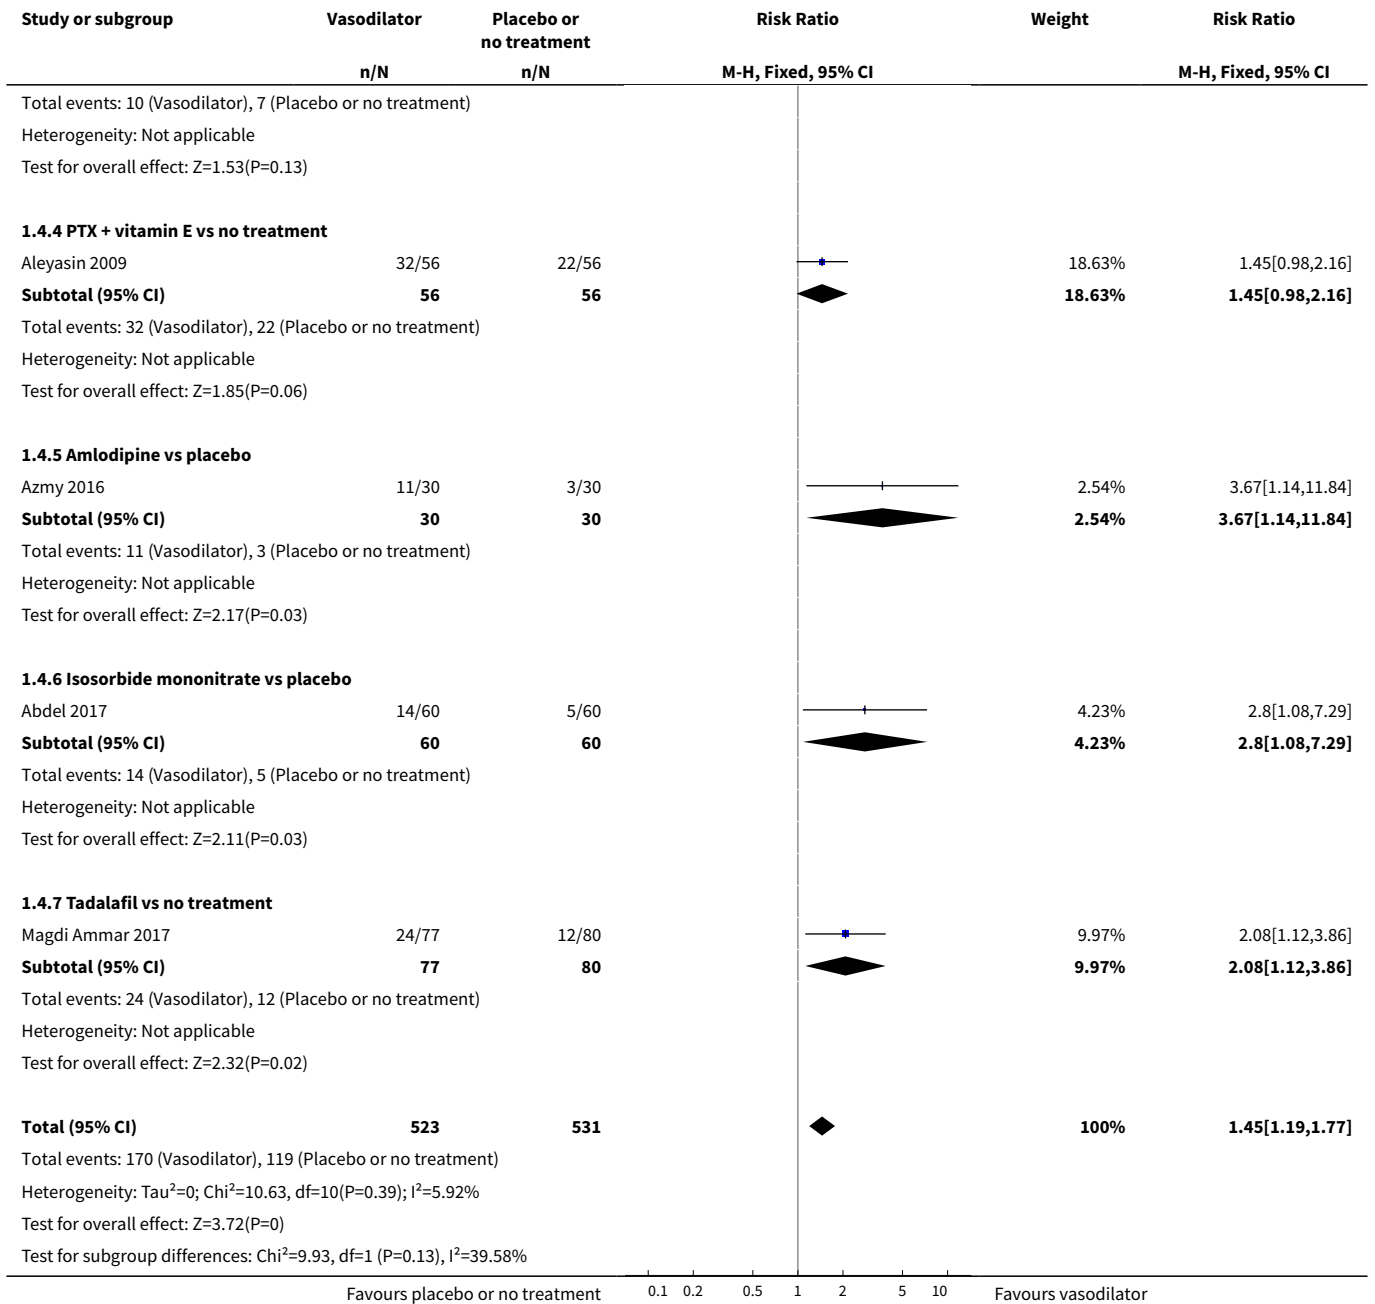 Study or subgroup Vasodilator Placebo or no treatment Risk Ratio Weight Risk Ratio
n/N n/N M-H, Fixed, 95% CI M-H, Fixed, 95% CI
Total events: 10 (Vasodilator), 7 (Placebo or no treatment)
Heterogeneity: Not applicable
Test for overall effect: Z=1.53(P=0.13)
1.4.4 PTX + vitamin E vs no treatment
Aleyasin 2009 32/56 22/56 18.63% 1.45[0.98,2.16]
Subtotal (95% CI) 56 56 18.63% 1.45[0.98,2.16]
Total events: 32 (Vasodilator), 22 (Placebo or no treatment)
Heterogeneity: Not applicable
Test for overall effect: Z=1.85(P=0.06)
1.4.5 Amlodipine vs placebo
Azmy 2016 11/30 3/30 2.54% 3.67[1.14,11.84]
Subtotal (95% CI) 30 30 2.54% 3.67[1.14,11.84]
Total events: 11 (Vasodilator), 3 (Placebo or no treatment)
Heterogeneity: Not applicable
Test for overall effect: Z=2.17(P=0.03)
1.4.6 Isosorbide mononitrate vs placebo
Abdel 2017 14/60 5/60 4.23% 2.8[1.08,7.29]
Subtotal (95% CI) 60 60 4.23% 2.8[1.08,7.29]
Total events: 14 (Vasodilator), 5 (Placebo or no treatment)
Heterogeneity: Not applicable
Test for overall effect: Z=2.11(P=0.03)
1.4.7 Tadalafil vs no treatment
Magdi Ammar 2017 24/77 12/80 9.97% 2.08[1.12,3.86]
Subtotal (95% CI) 77 80 9.97% 2.08[1.12,3.86]
Total events: 24 (Vasodilator), 12 (Placebo or no treatment)
Heterogeneity: Not applicable
Test for overall effect: Z=2.32(P=0.02)
Total (95% CI) 523 531 100% 1.45[1.19,1.77]
Total events: 170 (Vasodilator), 119 (Placebo or no treatment)
Heterogeneity: Tau²=0; Chi²=10.63, df=10(P=0.39); I²=5.92%
Test for overall effect: Z=3.72(P=0)
Test for subgroup differences: Chi²=9.93, df=1 (P=0.13), I²=39.58%
Favours placebo or no treatment 0.1 0.2 0.5 1 2 5 10 Favours vasodilator